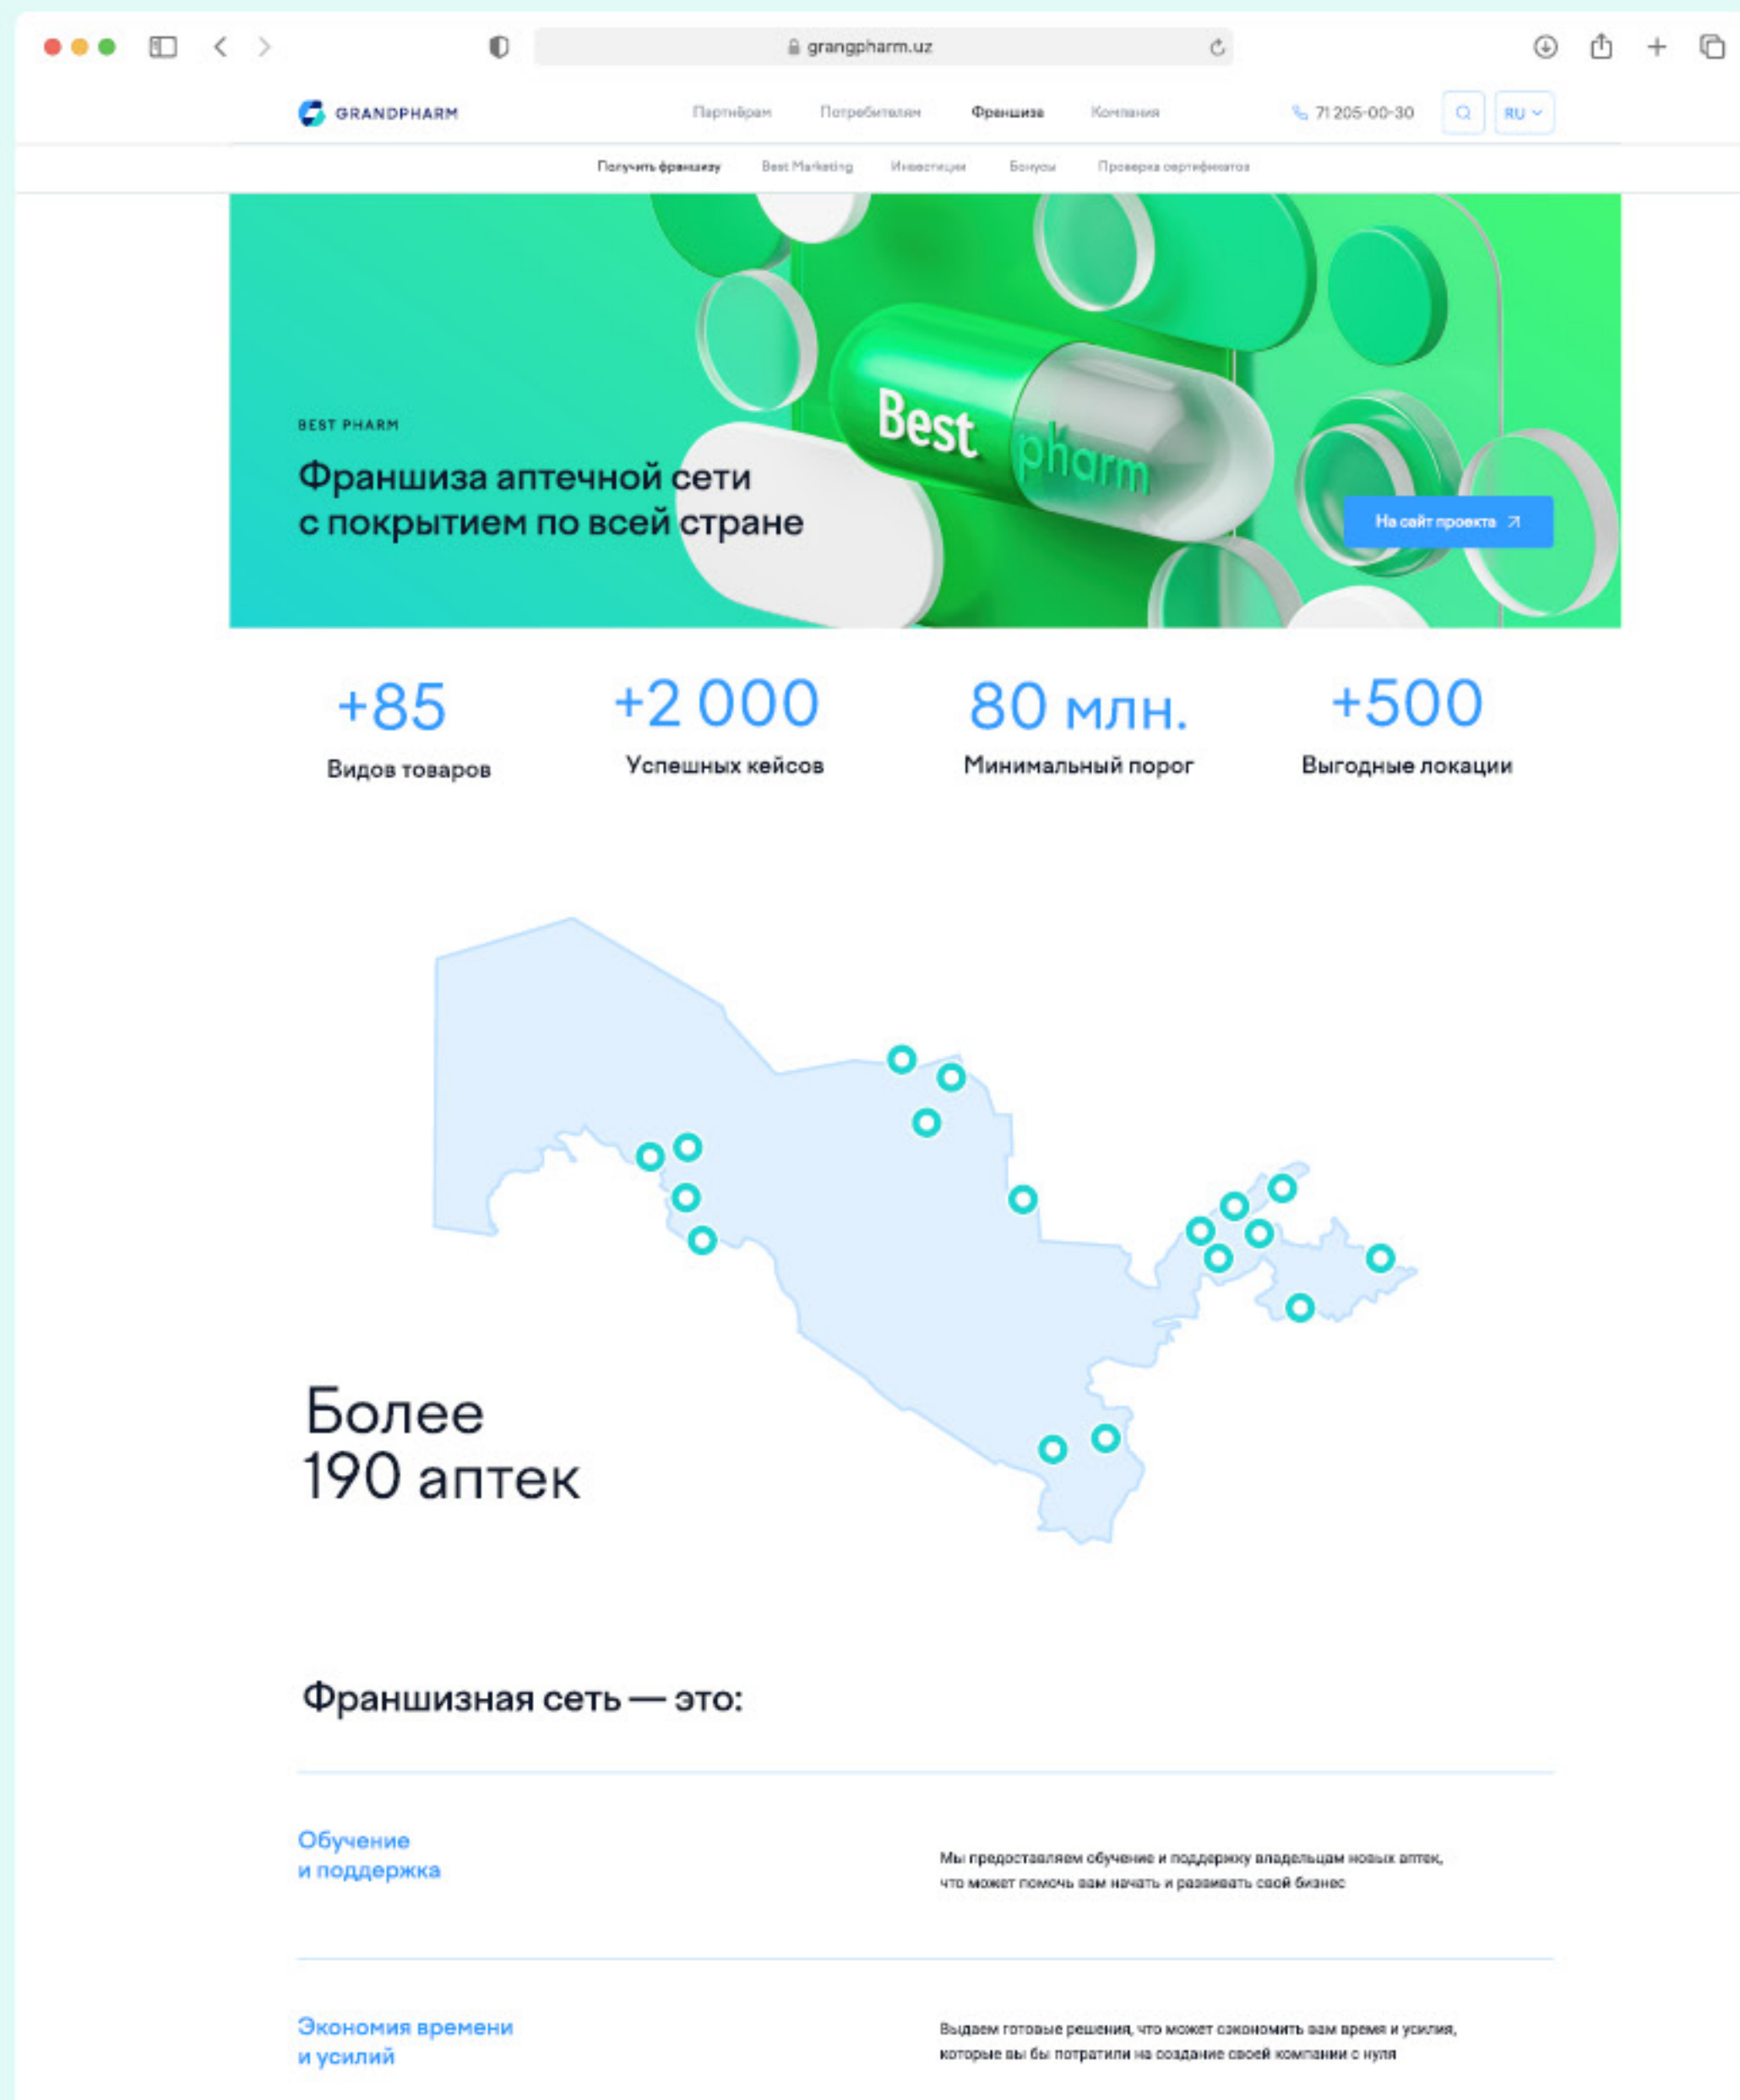 grangpharm.uz
GRANDPHARM
Партнёрам
Потребителям
Франшиза
Компания
71 205-00-30
RU
Получить франшизу
Best Marketing
Инвестиции
Бонусы
Проверка сертификатов
Best
pharm
BEST PHARM
Франшиза аптечной сети
с покрытием по всей стране
На сайт проекта
+85
Видов товаров
+2 000
Успешных кейсов
80 млн.
Минимальный порог
+500
Выгодные локации
Более
190 аптек
Франшизная сеть — это:
Обучение
и поддержка
Мы предоставляем обучение и поддержку владельцам новых аптек,
что может помочь вам начать и развивать свой бизнес
Экономия времени
и усилий
Выдаем готовые решения, что может сэкономить вам время и усилия,
которые вы бы потратили на создание своей компании с нуля